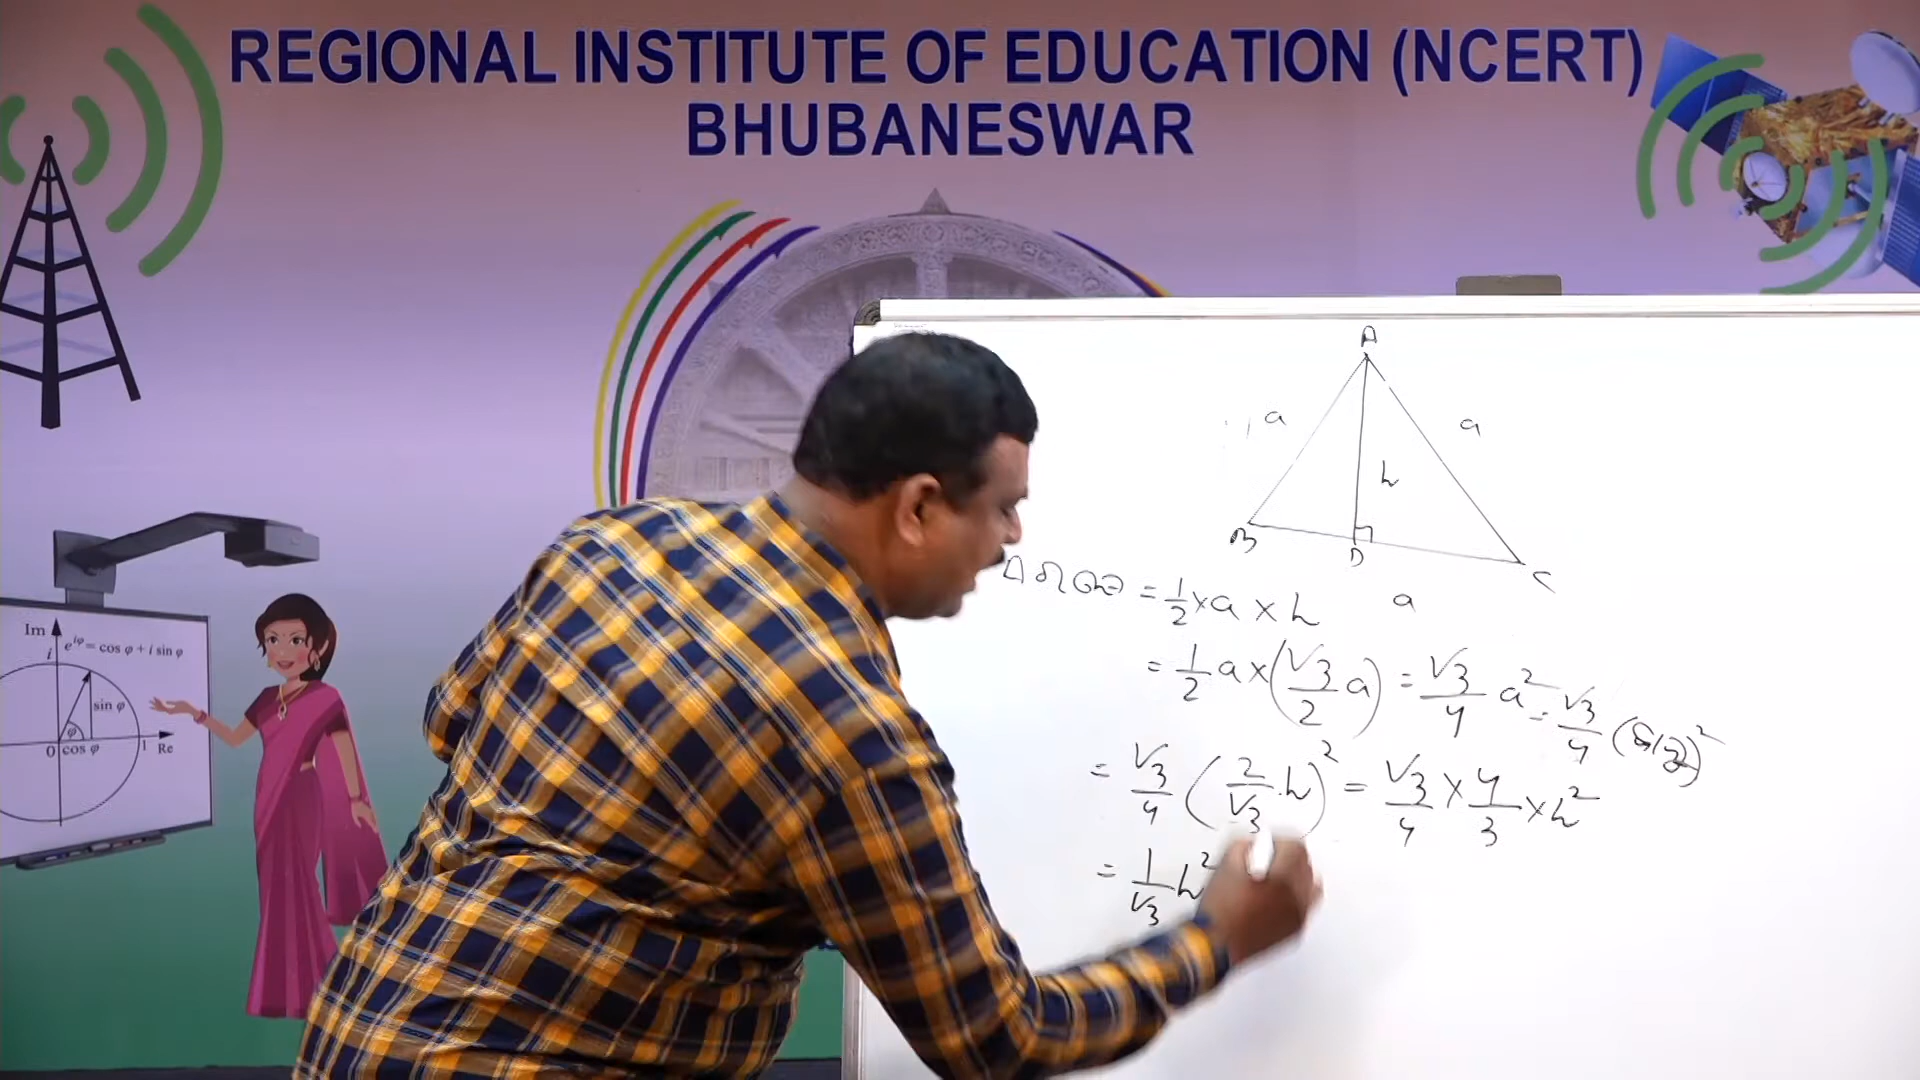 REGIONAL INSTITUTE OF EDUCATION (NCERT)
BHUBANESWAR
A
a
a
h
B
D
C
a
= 1/2 × a × h
= 1/2 a × (√3/2 a) = √3/4 a² = √3/4
= √3/4 (2/√3 . h)² = √3/4 × 4/3 × h²
= 1/√3 h²
Im
i
e^iφ = cos φ + i sin φ
sin φ
φ
0
cos φ
1
Re